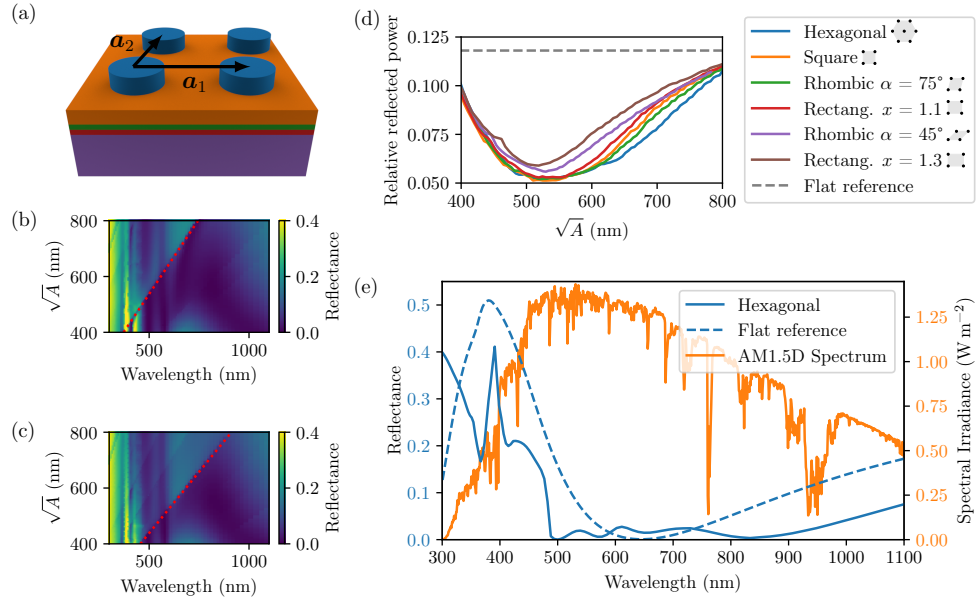 (a)
a₂
a₁
(b)
800
600
400
√A (nm)
500
1000
Wavelength (nm)
0.4
0.2
0.0
Reflectance
(c)
800
600
400
√A (nm)
500
1000
Wavelength (nm)
0.4
0.2
0.0
Reflectance
(d)
0.125
0.100
0.075
0.050
Relative reflected power
400
500
600
700
800
√A (nm)
Hexagonal
Square
Rhombic α = 75°
Rectang. x = 1.1
Rhombic α = 45°
Rectang. x = 1.3
Flat reference
(e)
0.5
0.4
0.3
0.2
0.1
0.0
Reflectance
Hexagonal
Flat reference
AM1.5D Spectrum
1.25
1.00
0.75
0.50
0.25
0.00
Spectral Irradiance (W m⁻²)
300
400
500
600
700
800
900
1000
1100
Wavelength (nm)